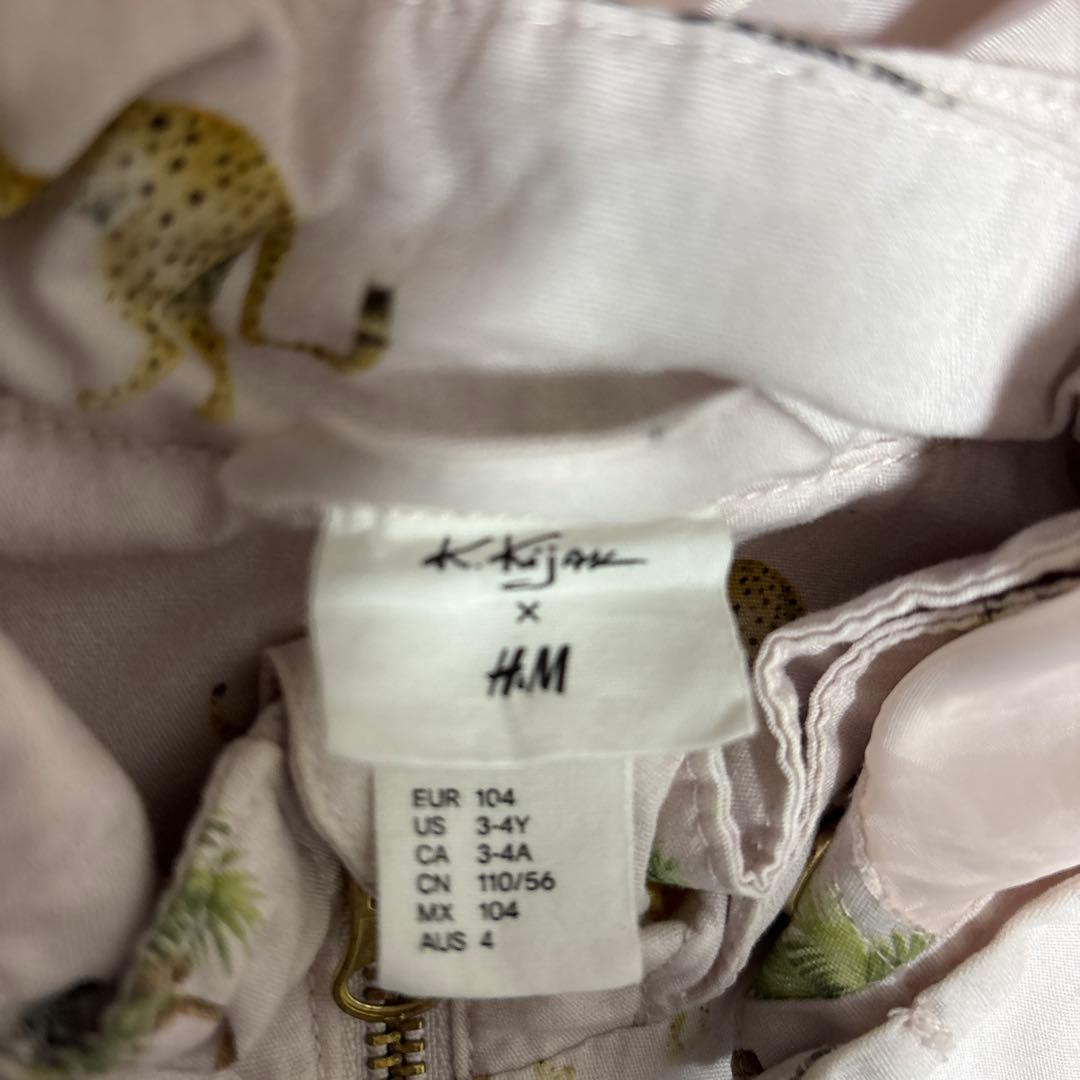 K. Kijak
×
H&M
EUR 104
US 3-4Y
CA 3-4A
CN 110/56
MX 104
AUS 4